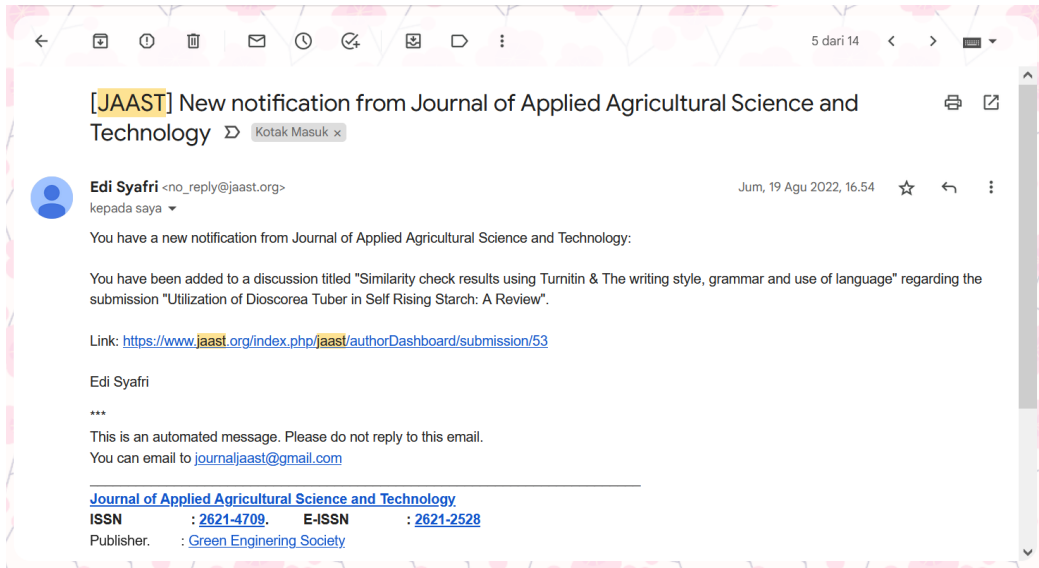 5 dari 14
[JAAST] New notification from Journal of Applied Agricultural Science and
Technology Kotak Masuk ×
Edi Syafri <no_reply@jaast.org> Jum, 19 Agu 2022, 16.54
kepada saya
You have a new notification from Journal of Applied Agricultural Science and Technology:
You have been added to a discussion titled "Similarity check results using Turnitin & The writing style, grammar and use of language" regarding the
submission "Utilization of Dioscorea Tuber in Self Rising Starch: A Review".
Link: https://www.jaast.org/index.php/jaast/authorDashboard/submission/53
Edi Syafri
***
This is an automated message. Please do not reply to this email.
You can email to journaljaast@gmail.com
Journal of Applied Agricultural Science and Technology
ISSN : 2621-4709. E-ISSN : 2621-2528
Publisher. : Green Enginering Society